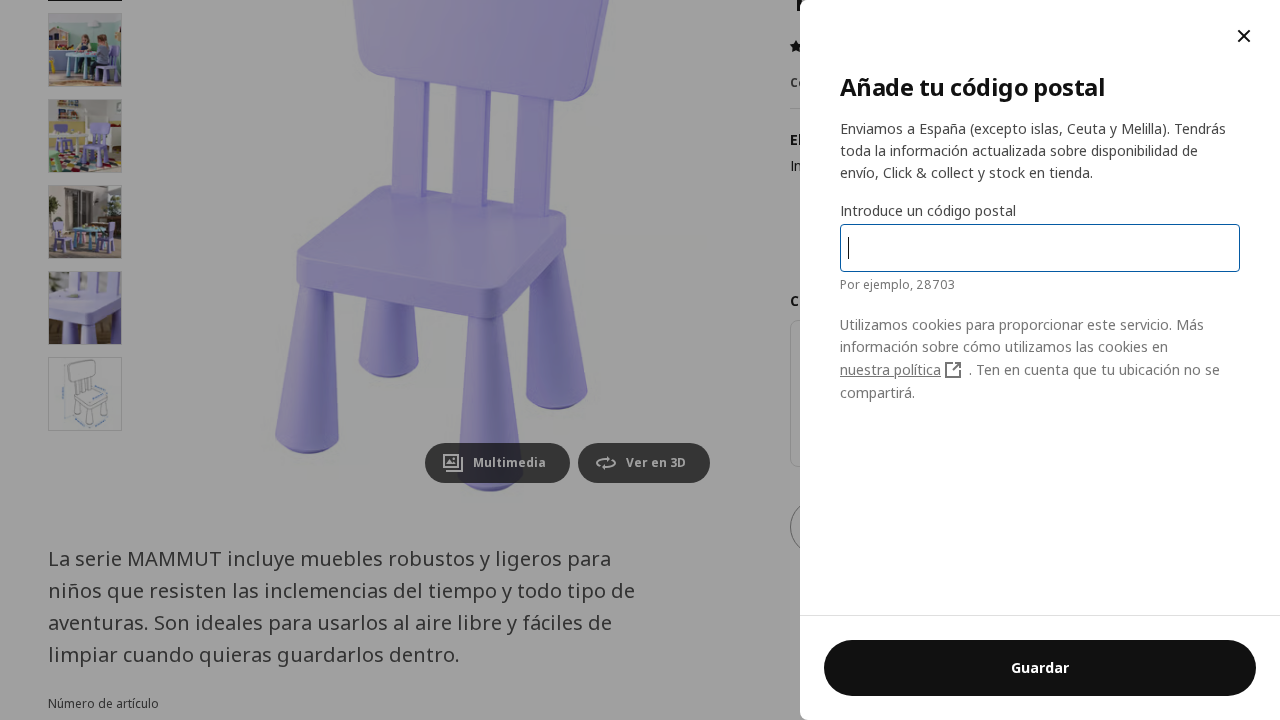 Añade tu código postal
Enviamos a España (excepto islas, Ceuta y Melilla). Tendrás
toda la información actualizada sobre disponibilidad de
envío, Click & collect y stock en tienda.
Introduce un código postal
Por ejemplo, 28703
Utilizamos cookies para proporcionar este servicio. Más
información sobre cómo utilizamos las cookies en
nuestra política . Ten en cuenta que tu ubicación no se
compartirá.
Guardar
Multimedia
Ver en 3D
La serie MAMMUT incluye muebles robustos y ligeros para
niños que resisten las inclemencias del tiempo y todo tipo de
aventuras. Son ideales para usarlos al aire libre y fáciles de
limpiar cuando quieras guardarlos dentro.
Número de artículo